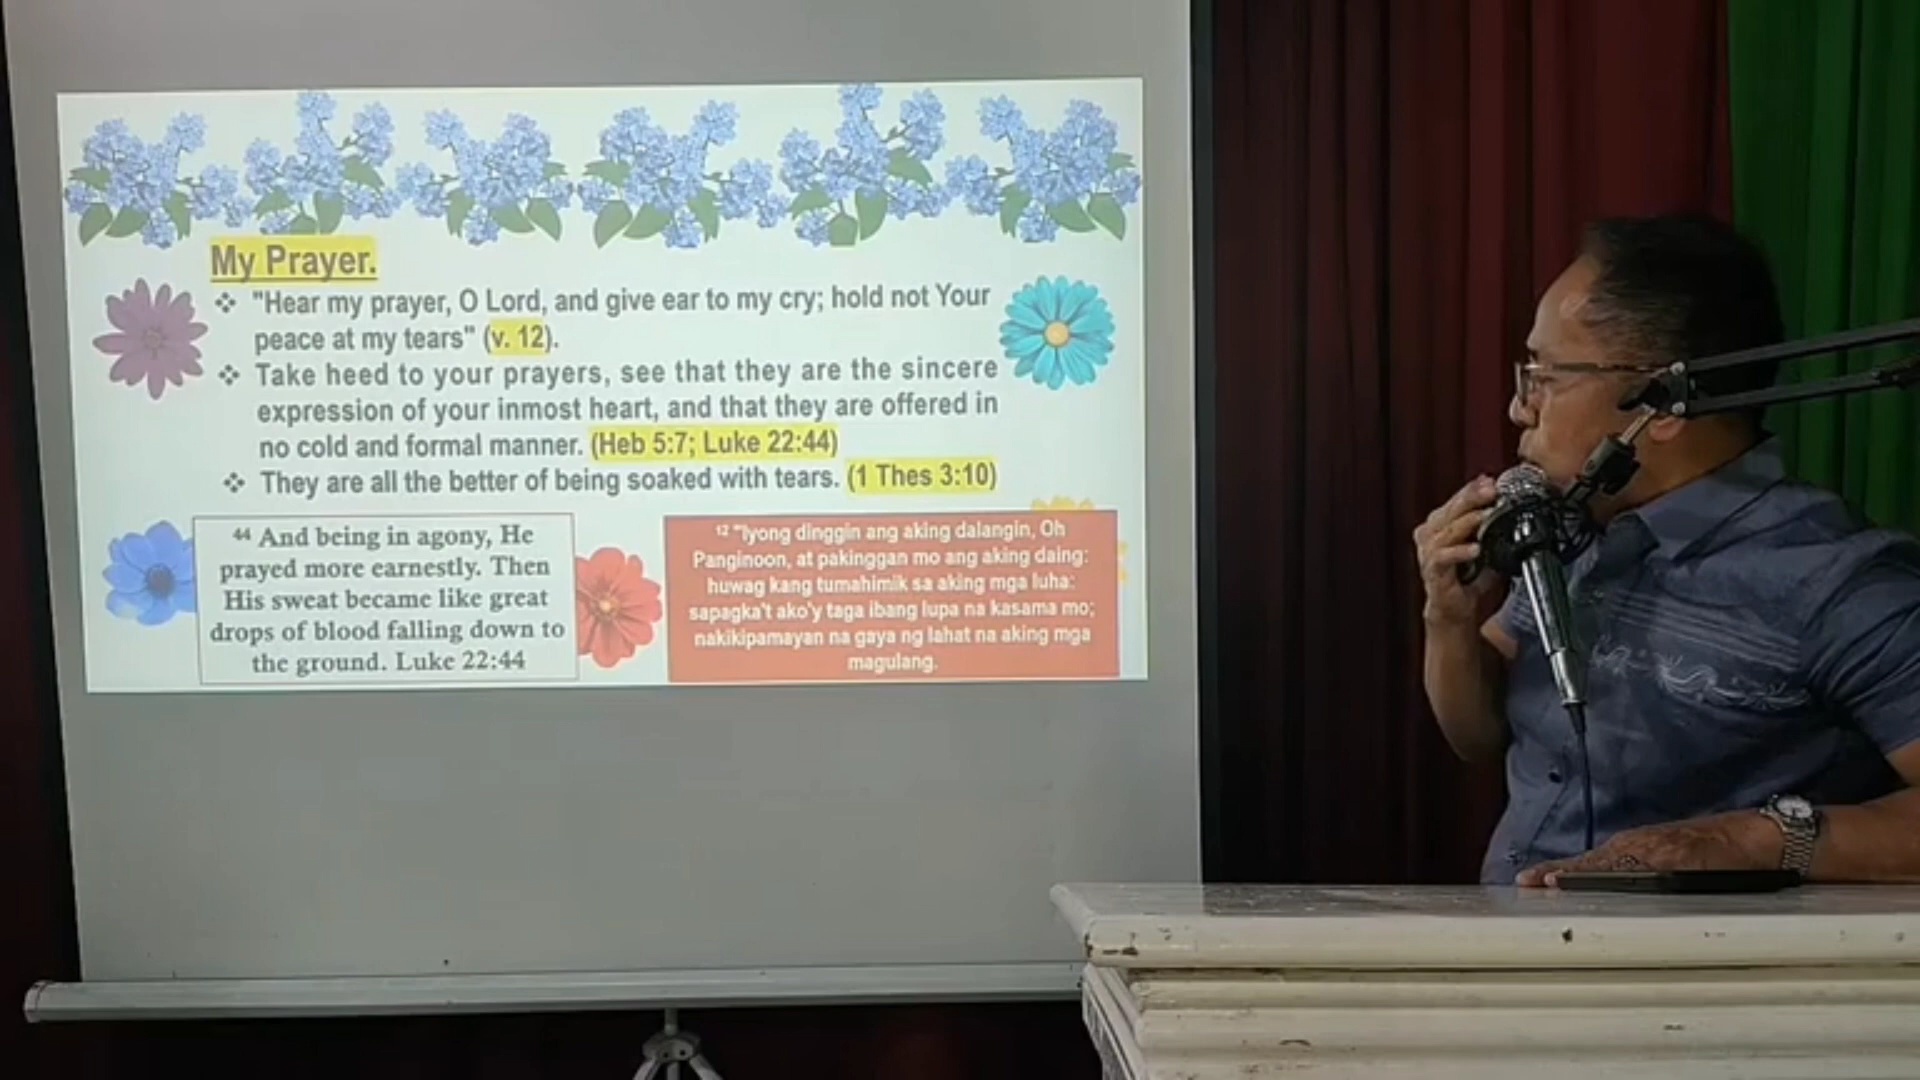 My Prayer.
❖ "Hear my prayer, O Lord, and give ear to my cry; hold not Your
peace at my tears" (v. 12).
❖ Take heed to your prayers, see that they are the sincere
expression of your inmost heart, and that they are offered in
no cold and formal manner. (Heb 5:7; Luke 22:44)
❖ They are all the better of being soaked with tears. (1 Thes 3:10)
44 And being in agony, He
prayed more earnestly. Then
His sweat became like great
drops of blood falling down to
the ground. Luke 22:44
12 "Iyong dinggin ang aking dalangin, Oh
Panginoon, at pakinggan mo ang aking daing:
huwag kang tumahimik sa aking mga luha:
sapagka't ako'y taga ibang lupa na kasama mo;
nakikipamayan na gaya ng lahat na aking mga
magulang.